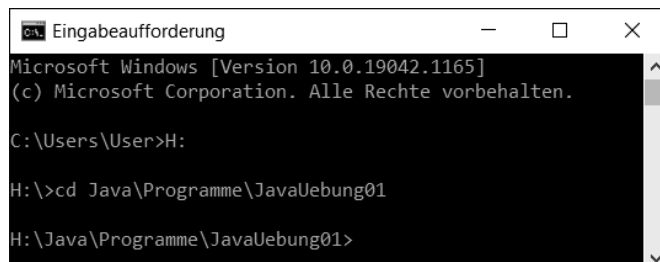 Eingabeaufforderung
Microsoft Windows [Version 10.0.19042.1165]
(c) Microsoft Corporation. Alle Rechte vorbehalten.
C:\Users\User>H:
H:\>cd Java\Programme\JavaUebung01
H:\Java\Programme\JavaUebung01>